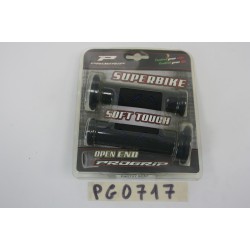 SUPERBIKE
SOFT TOUCH
OPEN END
PROGRIP
PG0717